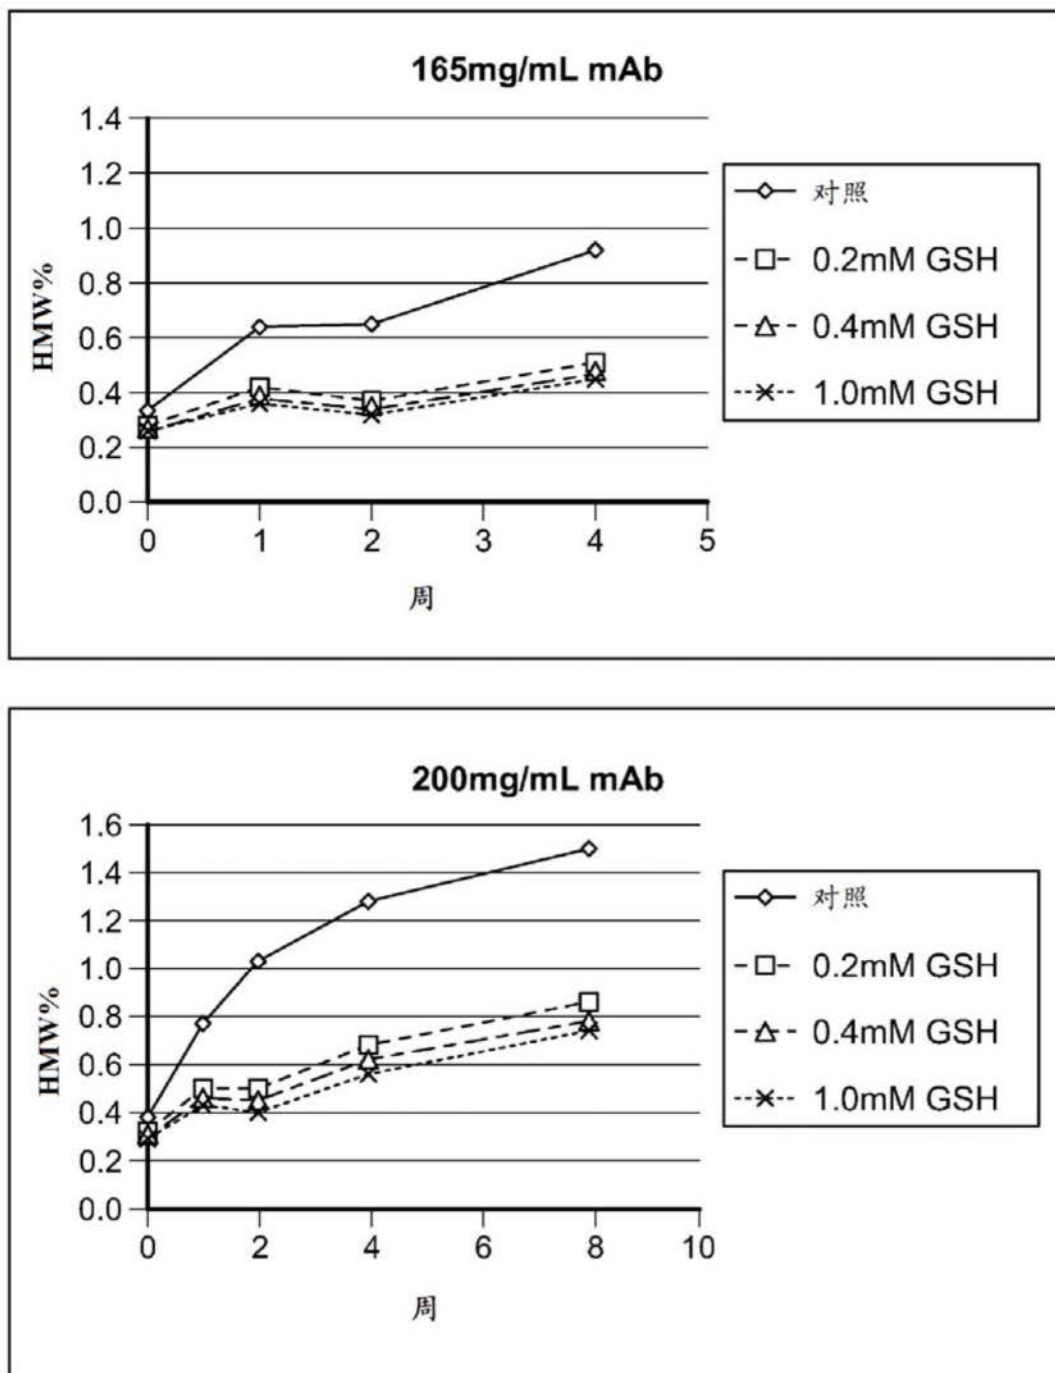 165mg/mL mAb
1.4
1.2
1.0
0.8
0.6
0.4
0.2
0.0
HMW%
0 1 2 3 4 5
周
对照
0.2mM GSH
0.4mM GSH
1.0mM GSH
200mg/mL mAb
1.6
1.4
1.2
1.0
0.8
0.6
0.4
0.2
0.0
HMW%
0 2 4 6 8 10
周
对照
0.2mM GSH
0.4mM GSH
1.0mM GSH